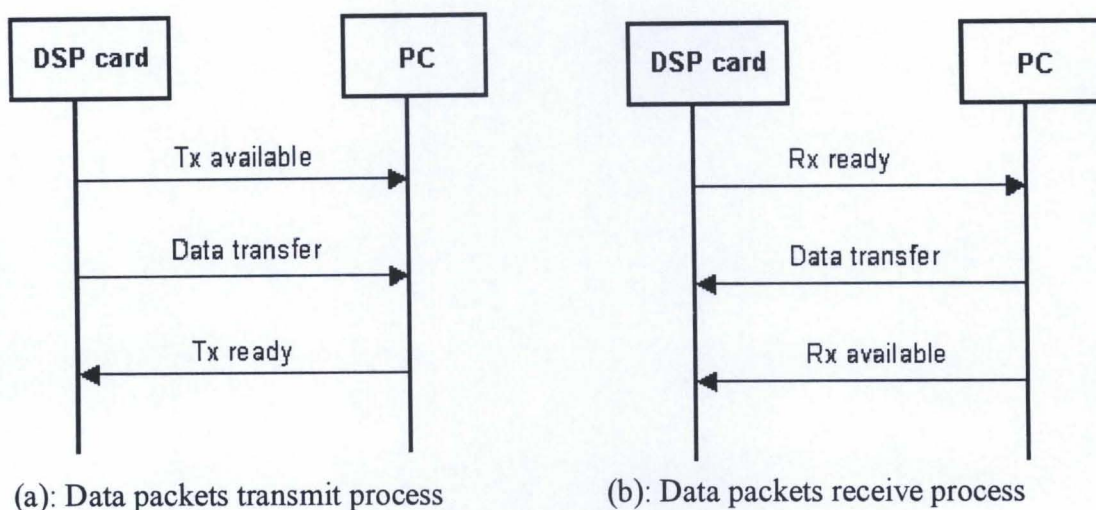 DSP card
PC
Tx available
Data transfer
Tx ready
(a): Data packets transmit process
DSP card
PC
Rx ready
Data transfer
Rx available
(b): Data packets receive process